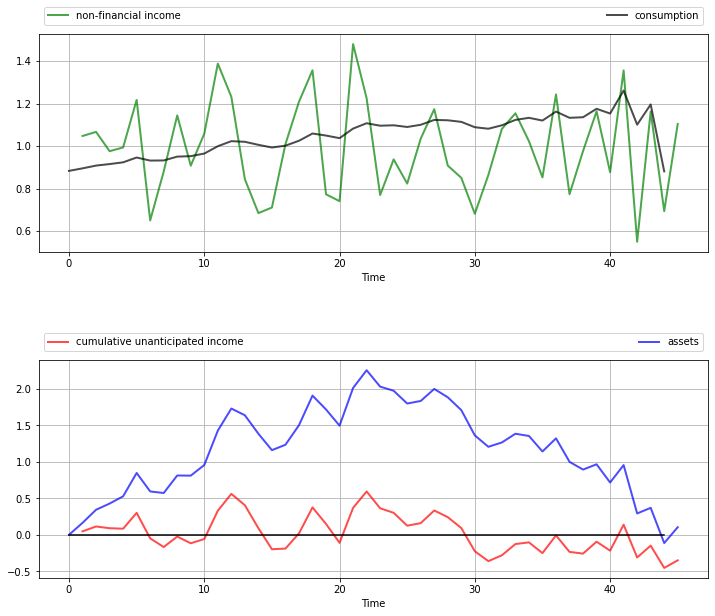 non-financial income consumption
1.4
1.2
1.0
0.8
0.6
0 10 20 30 40
Time
cumulative unanticipated income assets
2.0
1.5
1.0
0.5
0.0
−0.5
0 10 20 30 40
Time